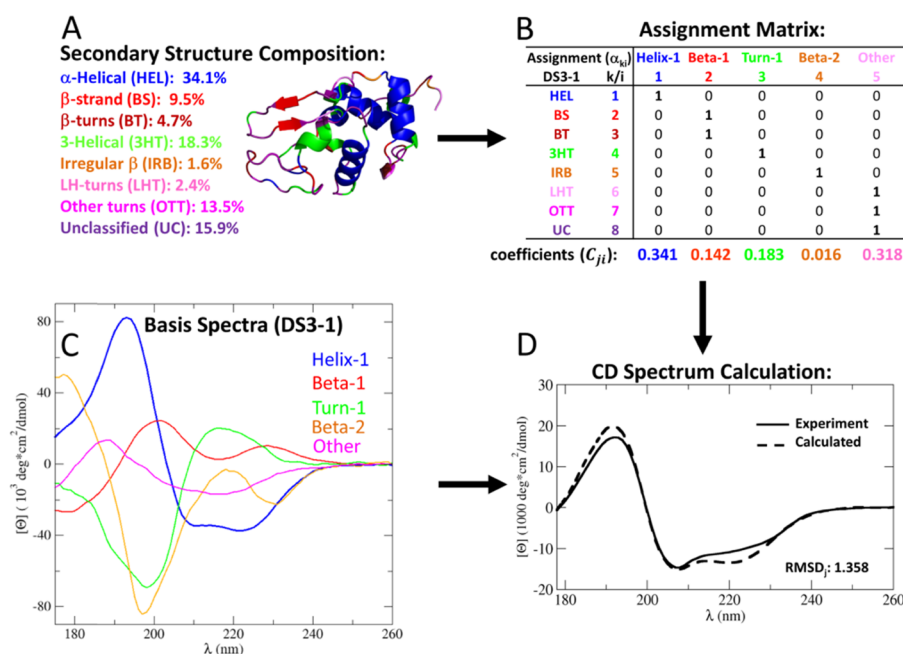 A
Secondary Structure Composition:
α-Helical (HEL): 34.1%
β-strand (BS): 9.5%
β-turns (BT): 4.7%
3-Helical (3HT): 18.3%
Irregular β (IRB): 1.6%
LH-turns (LHT): 2.4%
Other turns (OTT): 13.5%
Unclassified (UC): 15.9%
B
Assignment Matrix:
Assignment (αki) Helix-1 Beta-1 Turn-1 Beta-2 Other
DS3-1 k/i 1 2 3 4 5
HEL 1 1 0 0 0 0
BS 2 0 1 0 0 0
BT 3 0 1 0 0 0
3HT 4 0 0 1 0 0
IRB 5 0 0 0 1 0
LHT 6 0 0 0 0 1
OTT 7 0 0 0 0 1
UC 8 0 0 0 0 1
coefficients (Cji): 0.341 0.142 0.183 0.016 0.318
C
Basis Spectra (DS3-1)
Helix-1
Beta-1
Turn-1
Beta-2
Other
[Θ] ( 10³ deg*cm²/dmol)
80
40
0
-40
-80
180 200 220 240 260
λ (nm)
D
CD Spectrum Calculation:
Experiment
Calculated
[Θ] (1000 deg*cm²/dmol)
30
20
10
0
-10
-20
RMSDj: 1.358
180 200 220 240 260
λ (nm)